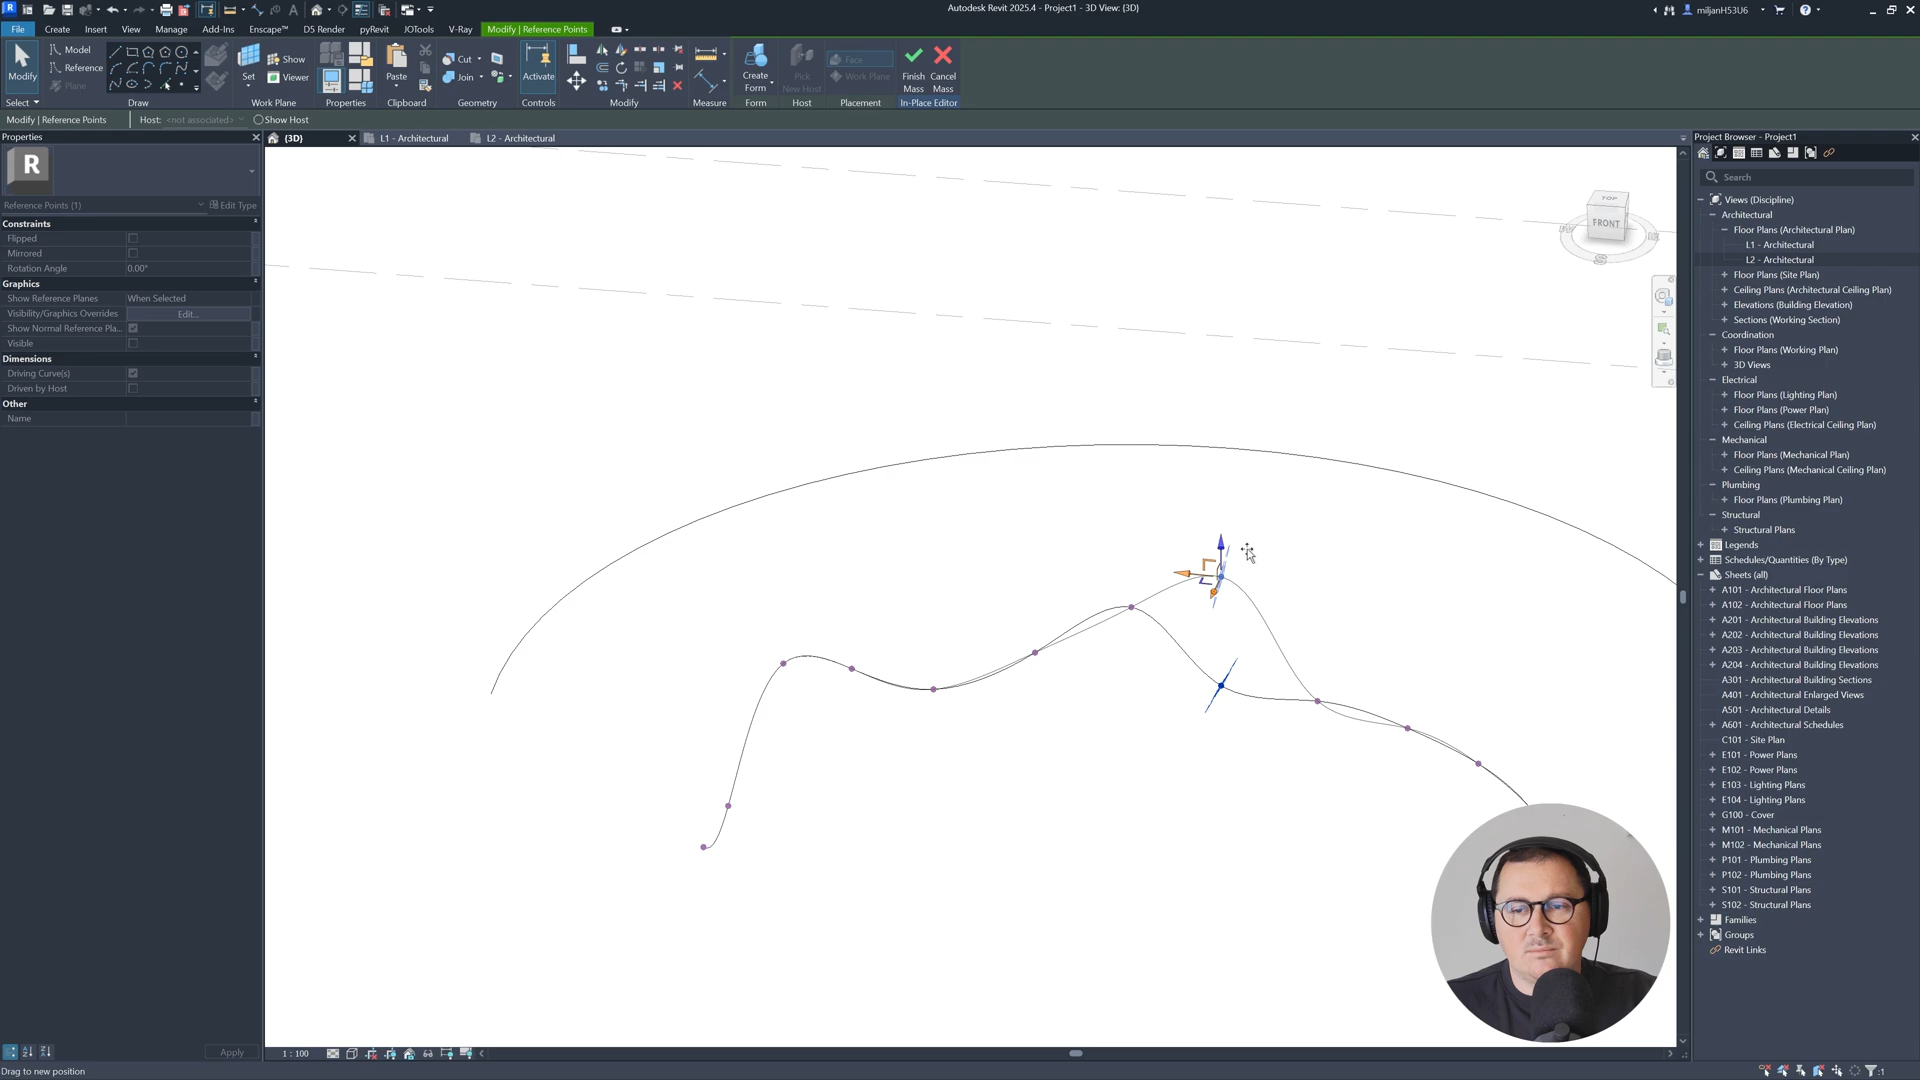 Autodesk Revit 2025.4 - Project1 - 3D View: {3D}
miljanH53U6
File
Create
Insert
View
Manage
Add-Ins
Enscape™
D5 Render
pyRevit
JOTools
V-Ray
Modify | Reference Points
Modify
Model
Reference
Plane
Set
Show
Viewer
Paste
Cut
Join
Activate
Create
Form
Pick
New Host
Face
Work Plane
Finish
Mass
Cancel
Mass
Select
Draw
Work Plane
Properties
Clipboard
Geometry
Controls
Modify
Measure
Form
Host
Placement
In-Place Editor
Modify | Reference Points
Host: <not associated>
Show Host
Properties
R
Reference Points (1)
Edit Type
Constraints
Flipped
Mirrored
Rotation Angle 0.00°
Graphics
Show Reference Planes When Selected
Visibility/Graphics Overrides Edit...
Show Normal Reference Pla...
Visible
Dimensions
Driving Curve(s)
Driven by Host
Other
Name
Apply
Drag to new position
{3D}
L1 - Architectural
L2 - Architectural
TOP
FRONT
S
1 : 100
Project Browser - Project1
Search
Views (Discipline)
Architectural
Floor Plans (Architectural Plan)
L1 - Architectural
L2 - Architectural
Floor Plans (Site Plan)
Ceiling Plans (Architectural Ceiling Plan)
Elevations (Building Elevation)
Sections (Working Section)
Coordination
Floor Plans (Working Plan)
3D Views
Electrical
Floor Plans (Lighting Plan)
Floor Plans (Power Plan)
Ceiling Plans (Electrical Ceiling Plan)
Mechanical
Floor Plans (Mechanical Plan)
Ceiling Plans (Mechanical Ceiling Plan)
Plumbing
Floor Plans (Plumbing Plan)
Structural
Structural Plans
Legends
Schedules/Quantities (By Type)
Sheets (all)
A101 - Architectural Floor Plans
A102 - Architectural Floor Plans
A201 - Architectural Building Elevations
A202 - Architectural Building Elevations
A203 - Architectural Building Elevations
A204 - Architectural Building Elevations
A301 - Architectural Building Sections
A401 - Architectural Enlarged Views
A501 - Architectural Details
A601 - Architectural Schedules
C101 - Site Plan
E101 - Power Plans
E102 - Power Plans
E103 - Lighting Plans
E104 - Lighting Plans
G100 - Cover
M101 - Mechanical Plans
M102 - Mechanical Plans
P101 - Plumbing Plans
P102 - Plumbing Plans
S101 - Structural Plans
S102 - Structural Plans
Families
Groups
Revit Links
:1